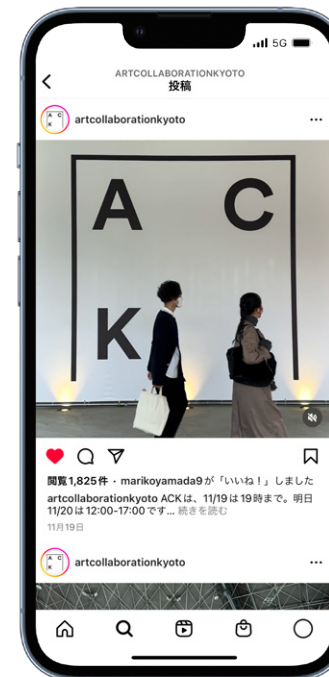 5G
ARTCOLLABORATIONKYOTO
投稿
A C
K
artcollaborationkyoto
A C
K
閲覧1,825件・marikoyamada9が「いいね！」しました
artcollaborationkyoto ACKは、11/19は19時まで。明日
11/20は12:00-17:00です... 続きを読む
11月19日
A C
K
artcollaborationkyoto